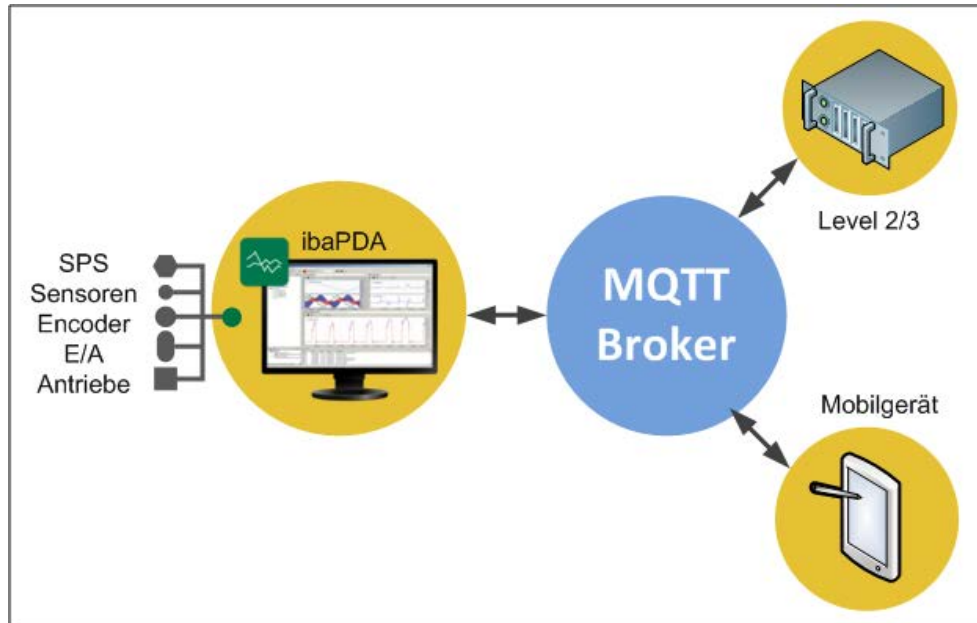 Level 2/3
ibaPDA
SPS
Sensoren
Encoder
E/A
Antriebe
MQTT
Broker
Mobilgerät